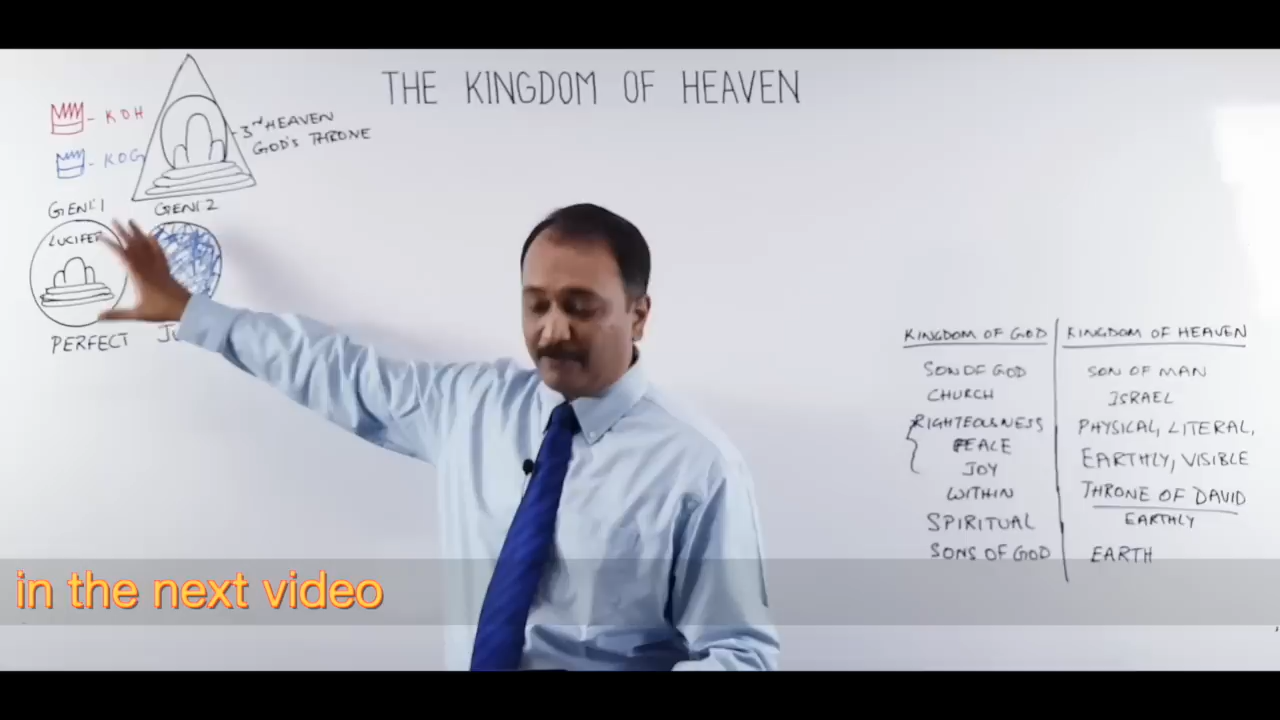 THE KINGDOM OF HEAVEN
- KOH
- KOG
3rd HEAVEN
GOD'S THRONE
GEN1:1
GEN1:2
LUCIFER
PERFECT
KINGDOM OF GOD
SON OF GOD
CHURCH
RIGHTEOUSNESS
PEACE
JOY
WITHIN
SPIRITUAL
SONS OF GOD
KINGDOM OF HEAVEN
SON OF MAN
ISRAEL
PHYSICAL, LITERAL,
EARTHLY, VISIBLE
THRONE OF DAVID
EARTHLY
EARTH
in the next video